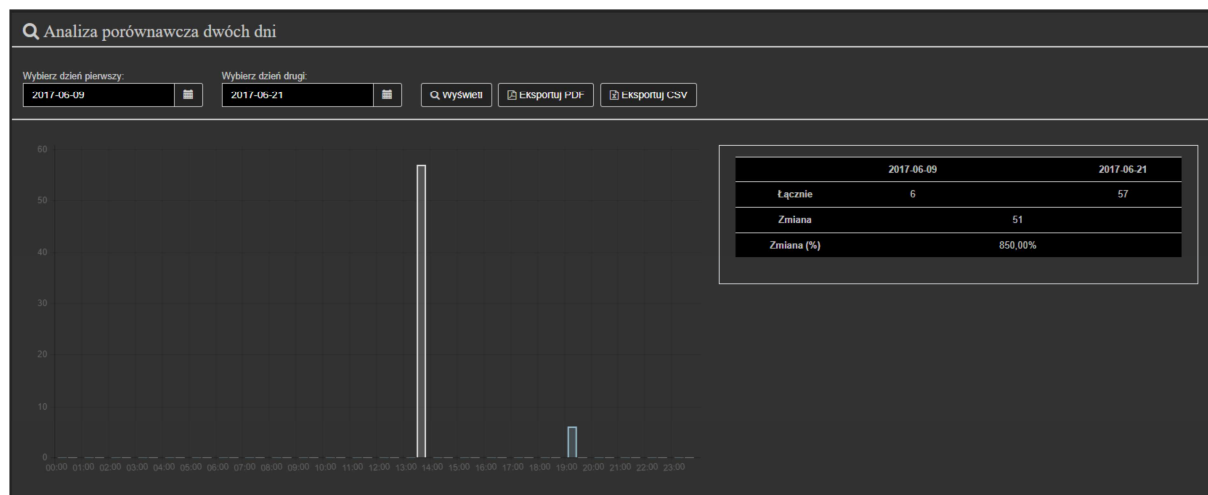 Analiza porównawcza dwóch dni
Wybierz dzień pierwszy: Wybierz dzień drugi:
2017-06-09 2017-06-21 Wyświetl Eksportuj PDF Eksportuj CSV
60
50
40
30
20
10
0
00:00 01:00 02:00 03:00 04:00 05:00 06:00 07:00 08:00 09:00 10:00 11:00 12:00 13:00 14:00 15:00 16:00 17:00 18:00 19:00 20:00 21:00 22:00 23:00
2017-06-09 2017-06-21
Łącznie 6 57
Zmiana 51
Zmiana (%) 850,00%